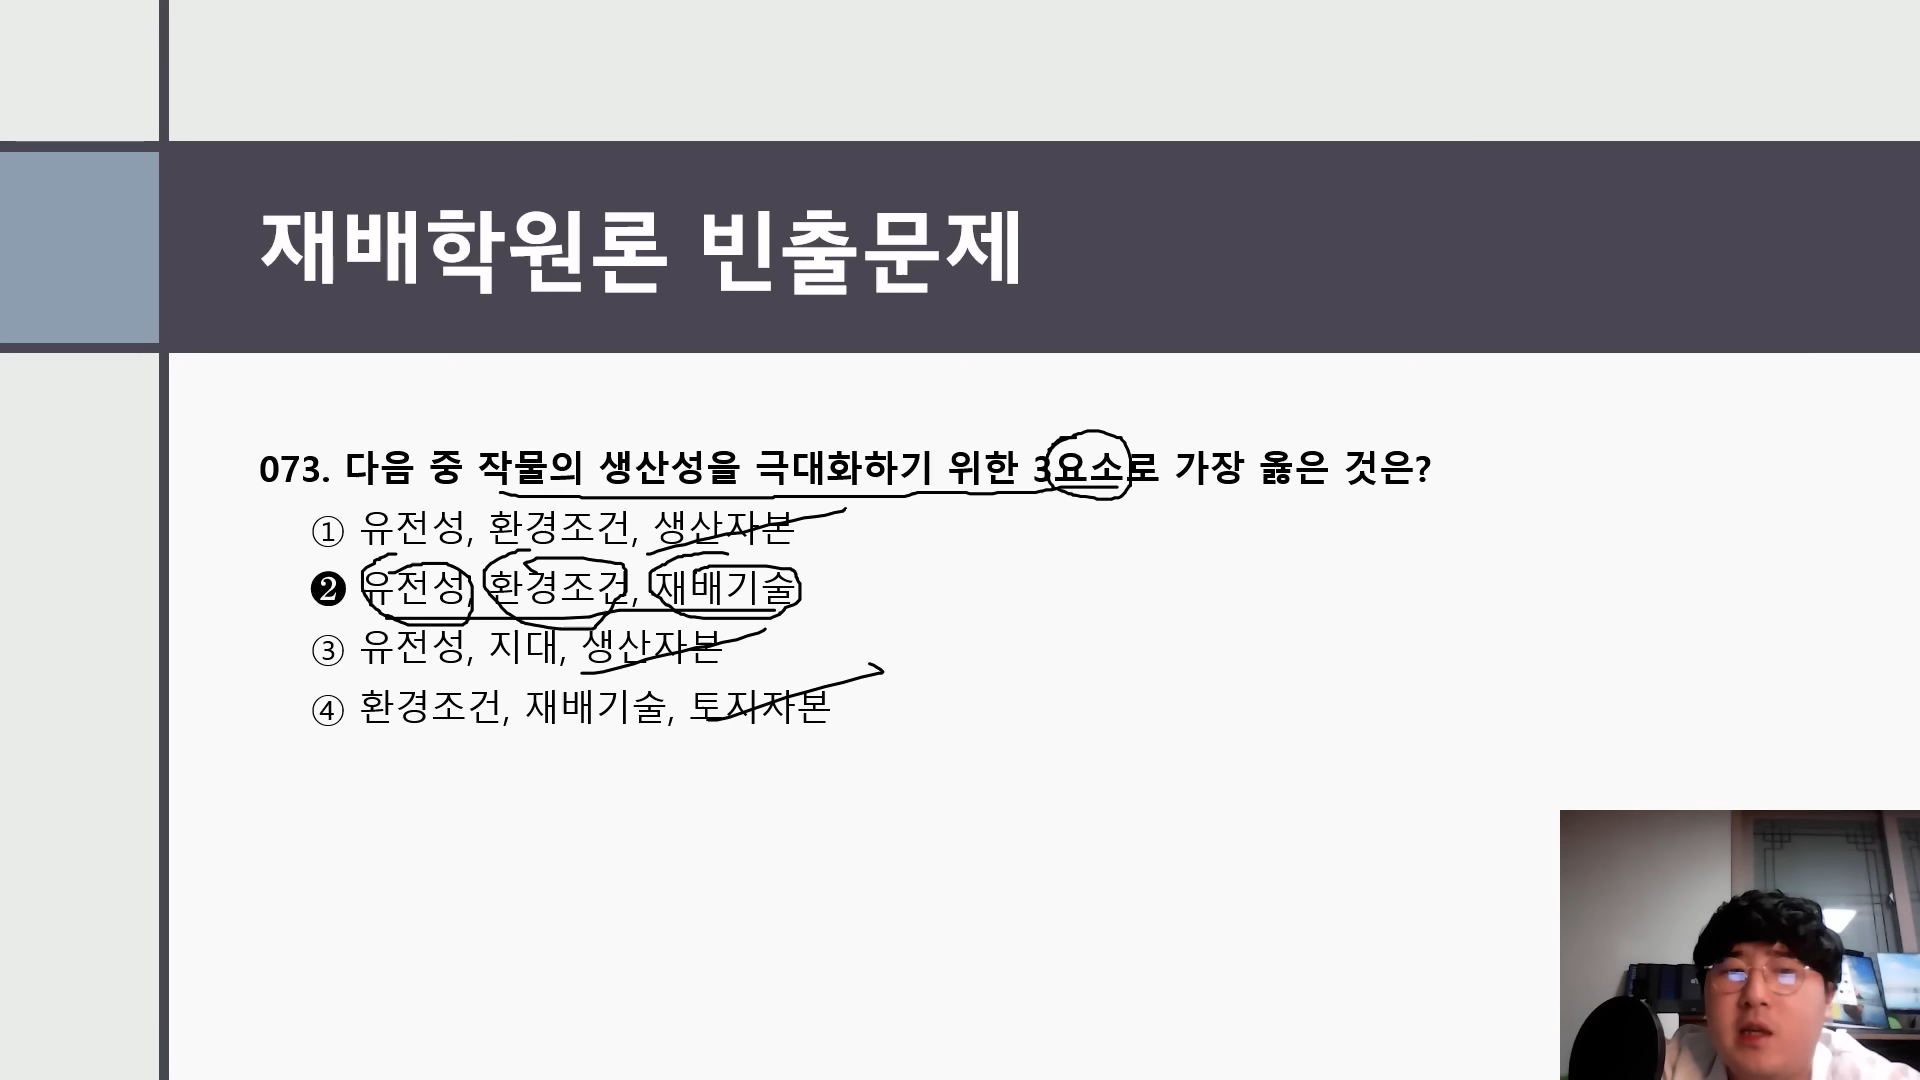 재배학원론 빈출문제
073. 다음 중 작물의 생산성을 극대화하기 위한 3요소로 가장 옳은 것은?
① 유전성, 환경조건, 생산자본
❷ 유전성, 환경조건, 재배기술
③ 유전성, 지대, 생산자본
④ 환경조건, 재배기술, 토지자본